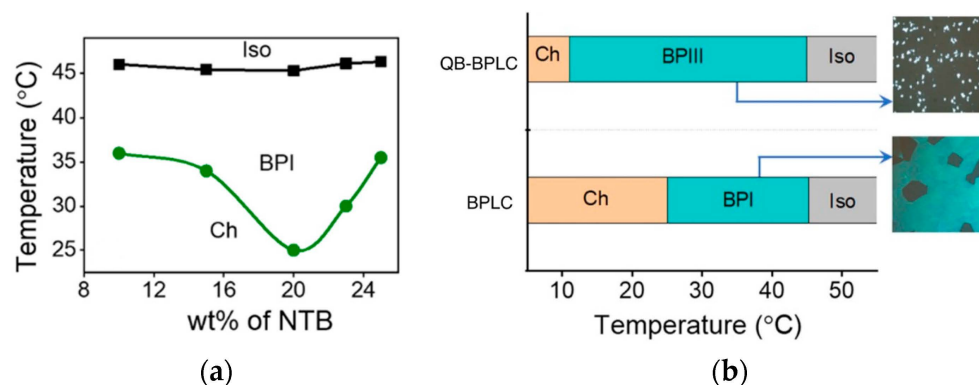 Iso
45
40
35
30
25
BPI
Ch
Temperature (°C)
8 12 16 20 24
wt% of NTB
(a)
QB-BPLC
Ch BPIII Iso
BPLC
Ch BPI Iso
10 20 30 40 50
Temperature (°C)
(b)